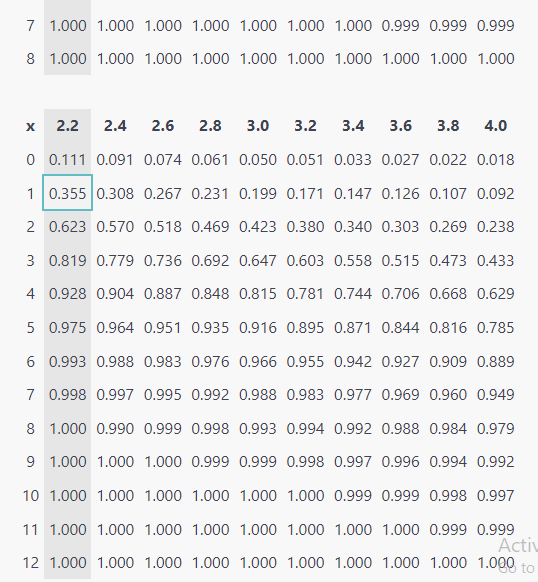 7 1.000 1.000 1.000 1.000 1.000 1.000 1.000 0.999 0.999 0.999
8 1.000 1.000 1.000 1.000 1.000 1.000 1.000 1.000 1.000 1.000
x 2.2 2.4 2.6 2.8 3.0 3.2 3.4 3.6 3.8 4.0
0 0.111 0.091 0.074 0.061 0.050 0.051 0.033 0.027 0.022 0.018
1 0.355 0.308 0.267 0.231 0.199 0.171 0.147 0.126 0.107 0.092
2 0.623 0.570 0.518 0.469 0.423 0.380 0.340 0.303 0.269 0.238
3 0.819 0.779 0.736 0.692 0.647 0.603 0.558 0.515 0.473 0.433
4 0.928 0.904 0.887 0.848 0.815 0.781 0.744 0.706 0.668 0.629
5 0.975 0.964 0.951 0.935 0.916 0.895 0.871 0.844 0.816 0.785
6 0.993 0.988 0.983 0.976 0.966 0.955 0.942 0.927 0.909 0.889
7 0.998 0.997 0.995 0.992 0.988 0.983 0.977 0.969 0.960 0.949
8 1.000 0.990 0.999 0.998 0.993 0.994 0.992 0.988 0.984 0.979
9 1.000 1.000 1.000 0.999 0.999 0.998 0.997 0.996 0.994 0.992
10 1.000 1.000 1.000 1.000 1.000 1.000 0.999 0.999 0.998 0.997
11 1.000 1.000 1.000 1.000 1.000 1.000 1.000 1.000 0.999 0.999
Activ
12 1.000 1.000 1.000 1.000 1.000 1.000 1.000 1.000 1.000 1.000
Go to